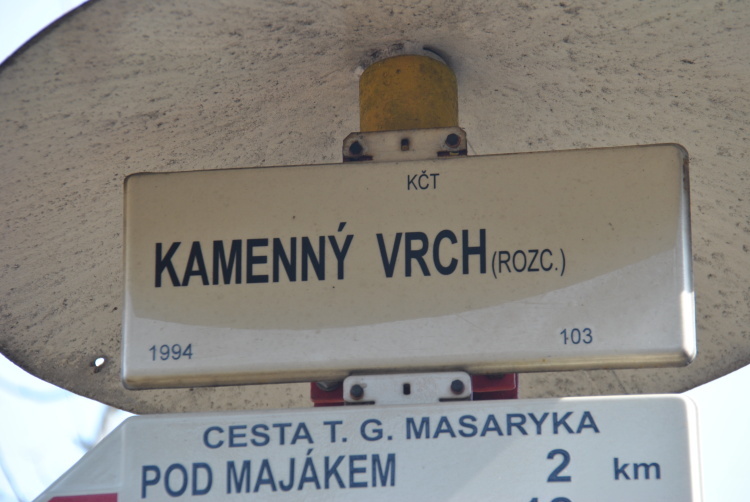 KČT
KAMENNÝ VRCH (ROZC.)
1994 103
CESTA T. G. MASARYKA
POD MAJÁKEM 2 km